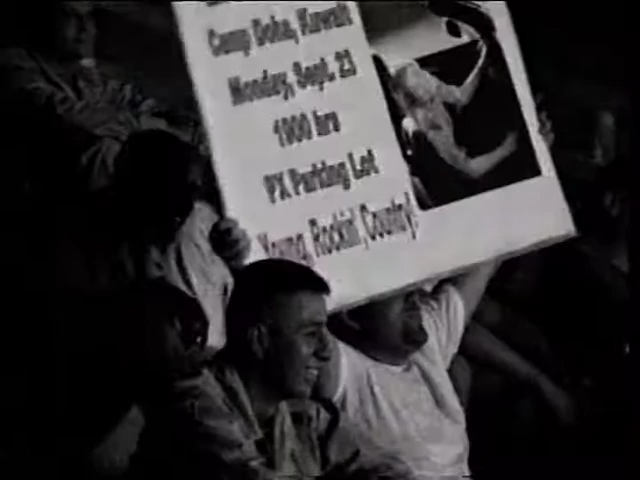 Camp Doha, Kuwait
Monday, Sept. 23
1900 hrs
PX Parking Lot
Young, Rockin', Country!